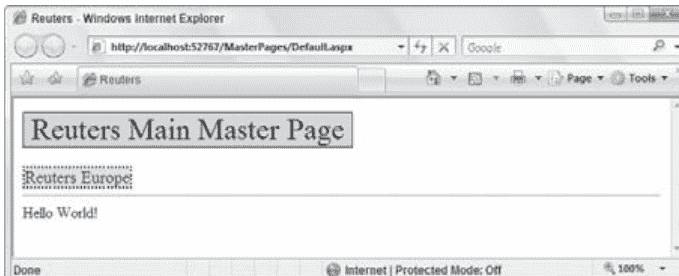 Reuters - Windows Internet Explorer
http://localhost:52767/MasterPages/Default.aspx
Google
Reuters
Page
Tools
Reuters Main Master Page
Reuters Europe
Hello World!
Done
Internet | Protected Mode: Off
100%